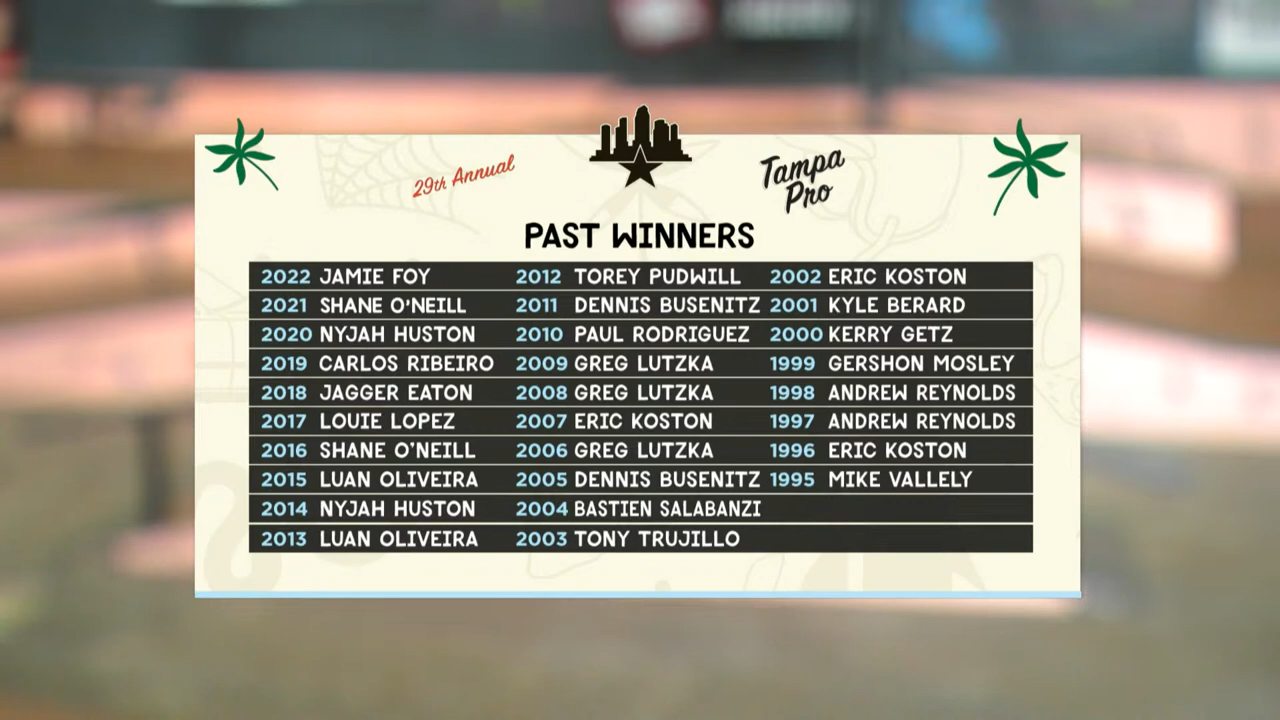 29th Annual
Tampa
Pro
PAST WINNERS
2022 JAMIE FOY
2021 SHANE O'NEILL
2020 NYJAH HUSTON
2019 CARLOS RIBEIRO
2018 JAGGER EATON
2017 LOUIE LOPEZ
2016 SHANE O'NEILL
2015 LUAN OLIVEIRA
2014 NYJAH HUSTON
2013 LUAN OLIVEIRA
2012 TOREY PUDWILL
2011 DENNIS BUSENITZ
2010 PAUL RODRIGUEZ
2009 GREG LUTZKA
2008 GREG LUTZKA
2007 ERIC KOSTON
2006 GREG LUTZKA
2005 DENNIS BUSENITZ
2004 BASTIEN SALABANZI
2003 TONY TRUJILLO
2002 ERIC KOSTON
2001 KYLE BERARD
2000 KERRY GETZ
1999 GERSHON MOSLEY
1998 ANDREW REYNOLDS
1997 ANDREW REYNOLDS
1996 ERIC KOSTON
1995 MIKE VALLELY